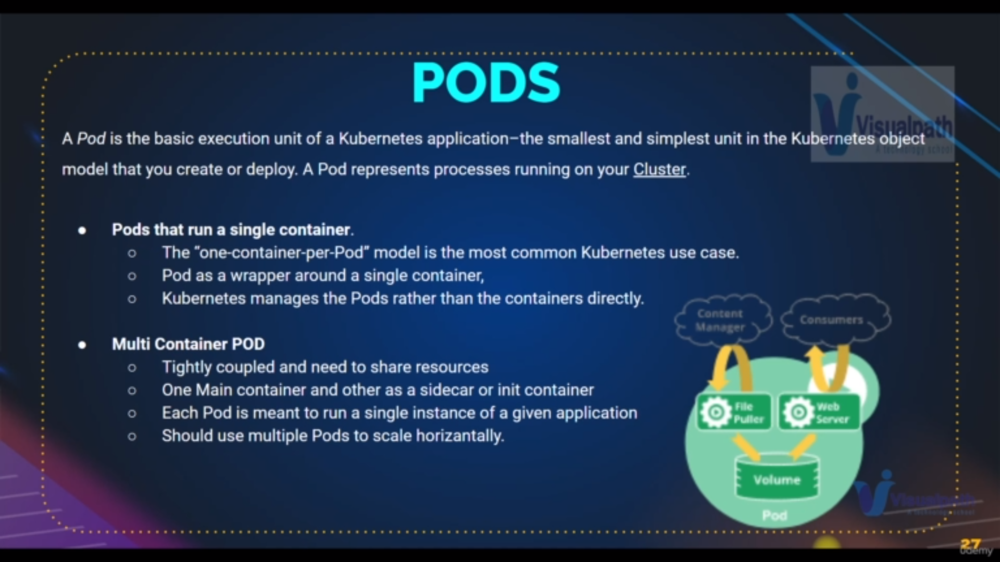 PODS
Visualpath
A technology school
A Pod is the basic execution unit of a Kubernetes application–the smallest and simplest unit in the Kubernetes object
model that you create or deploy. A Pod represents processes running on your Cluster.
● Pods that run a single container.
○ The “one-container-per-Pod” model is the most common Kubernetes use case.
○ Pod as a wrapper around a single container,
○ Kubernetes manages the Pods rather than the containers directly.
● Multi Container POD
○ Tightly coupled and need to share resources
○ One Main container and other as a sidecar or init container
○ Each Pod is meant to run a single instance of a given application
○ Should use multiple Pods to scale horizantally.
Content
Manager
Consumers
File
Puller
Web
Server
Volume
Pod
Visualpath
A technology school
27
udemy